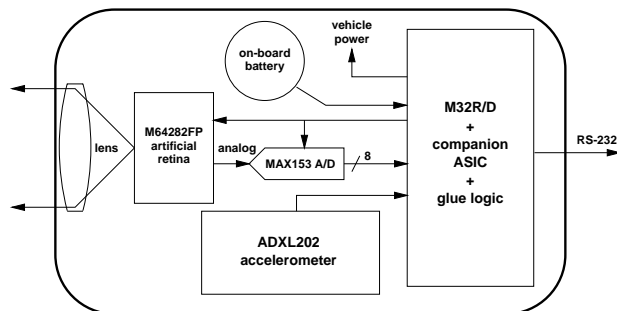 vehicle
power
on-board
battery
M64282FP
artificial
retina
lens
analog
MAX153 A/D
8
M32R/D
+
companion
ASIC
+
glue logic
RS-232
ADXL202
accelerometer